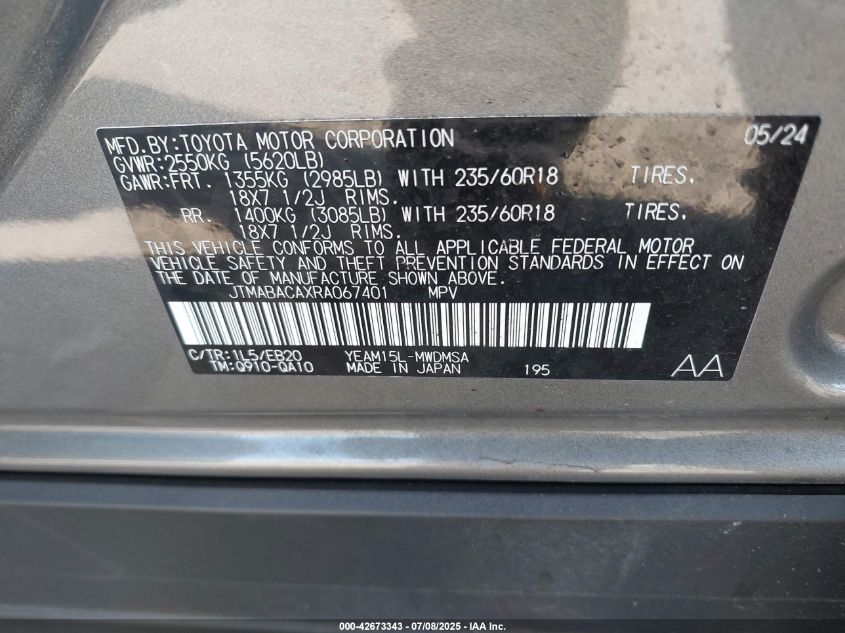 MFD.BY:TOYOTA MOTOR CORPORATION 05/24
GVWR:2550KG (5620LB)
GAWR:FRT. 1355KG (2985LB) WITH 235/60R18 TIRES.
18X7 1/2J RIMS.
RR. 1400KG (3085LB) WITH 235/60R18 TIRES.
18X7 1/2J RIMS.
THIS VEHICLE CONFORMS TO ALL APPLICABLE FEDERAL MOTOR
VEHICLE SAFETY AND THEFT PREVENTION STANDARDS IN EFFECT ON
THE DATE OF MANUFACTURE SHOWN ABOVE.
JTMABACAXRA067401 MPV
C/TR:1L5/EB20 YEAM15L-MWDMSA
TM:Q910-QA10 MADE IN JAPAN 195 AA
000-42673343 / 07/08/2025 - IAA Inc.